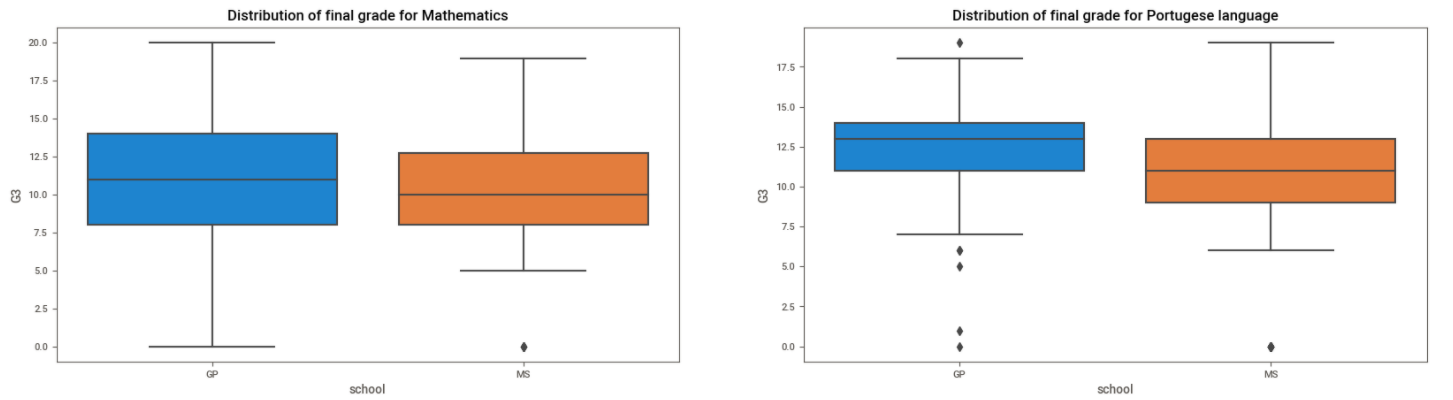 Distribution of final grade for Mathematics
20.0
17.5
15.0
12.5
10.0
7.5
5.0
2.5
0.0
G3
GP
MS
school
Distribution of final grade for Portugese language
17.5
15.0
12.5
10.0
7.5
5.0
2.5
0.0
G3
GP
MS
school